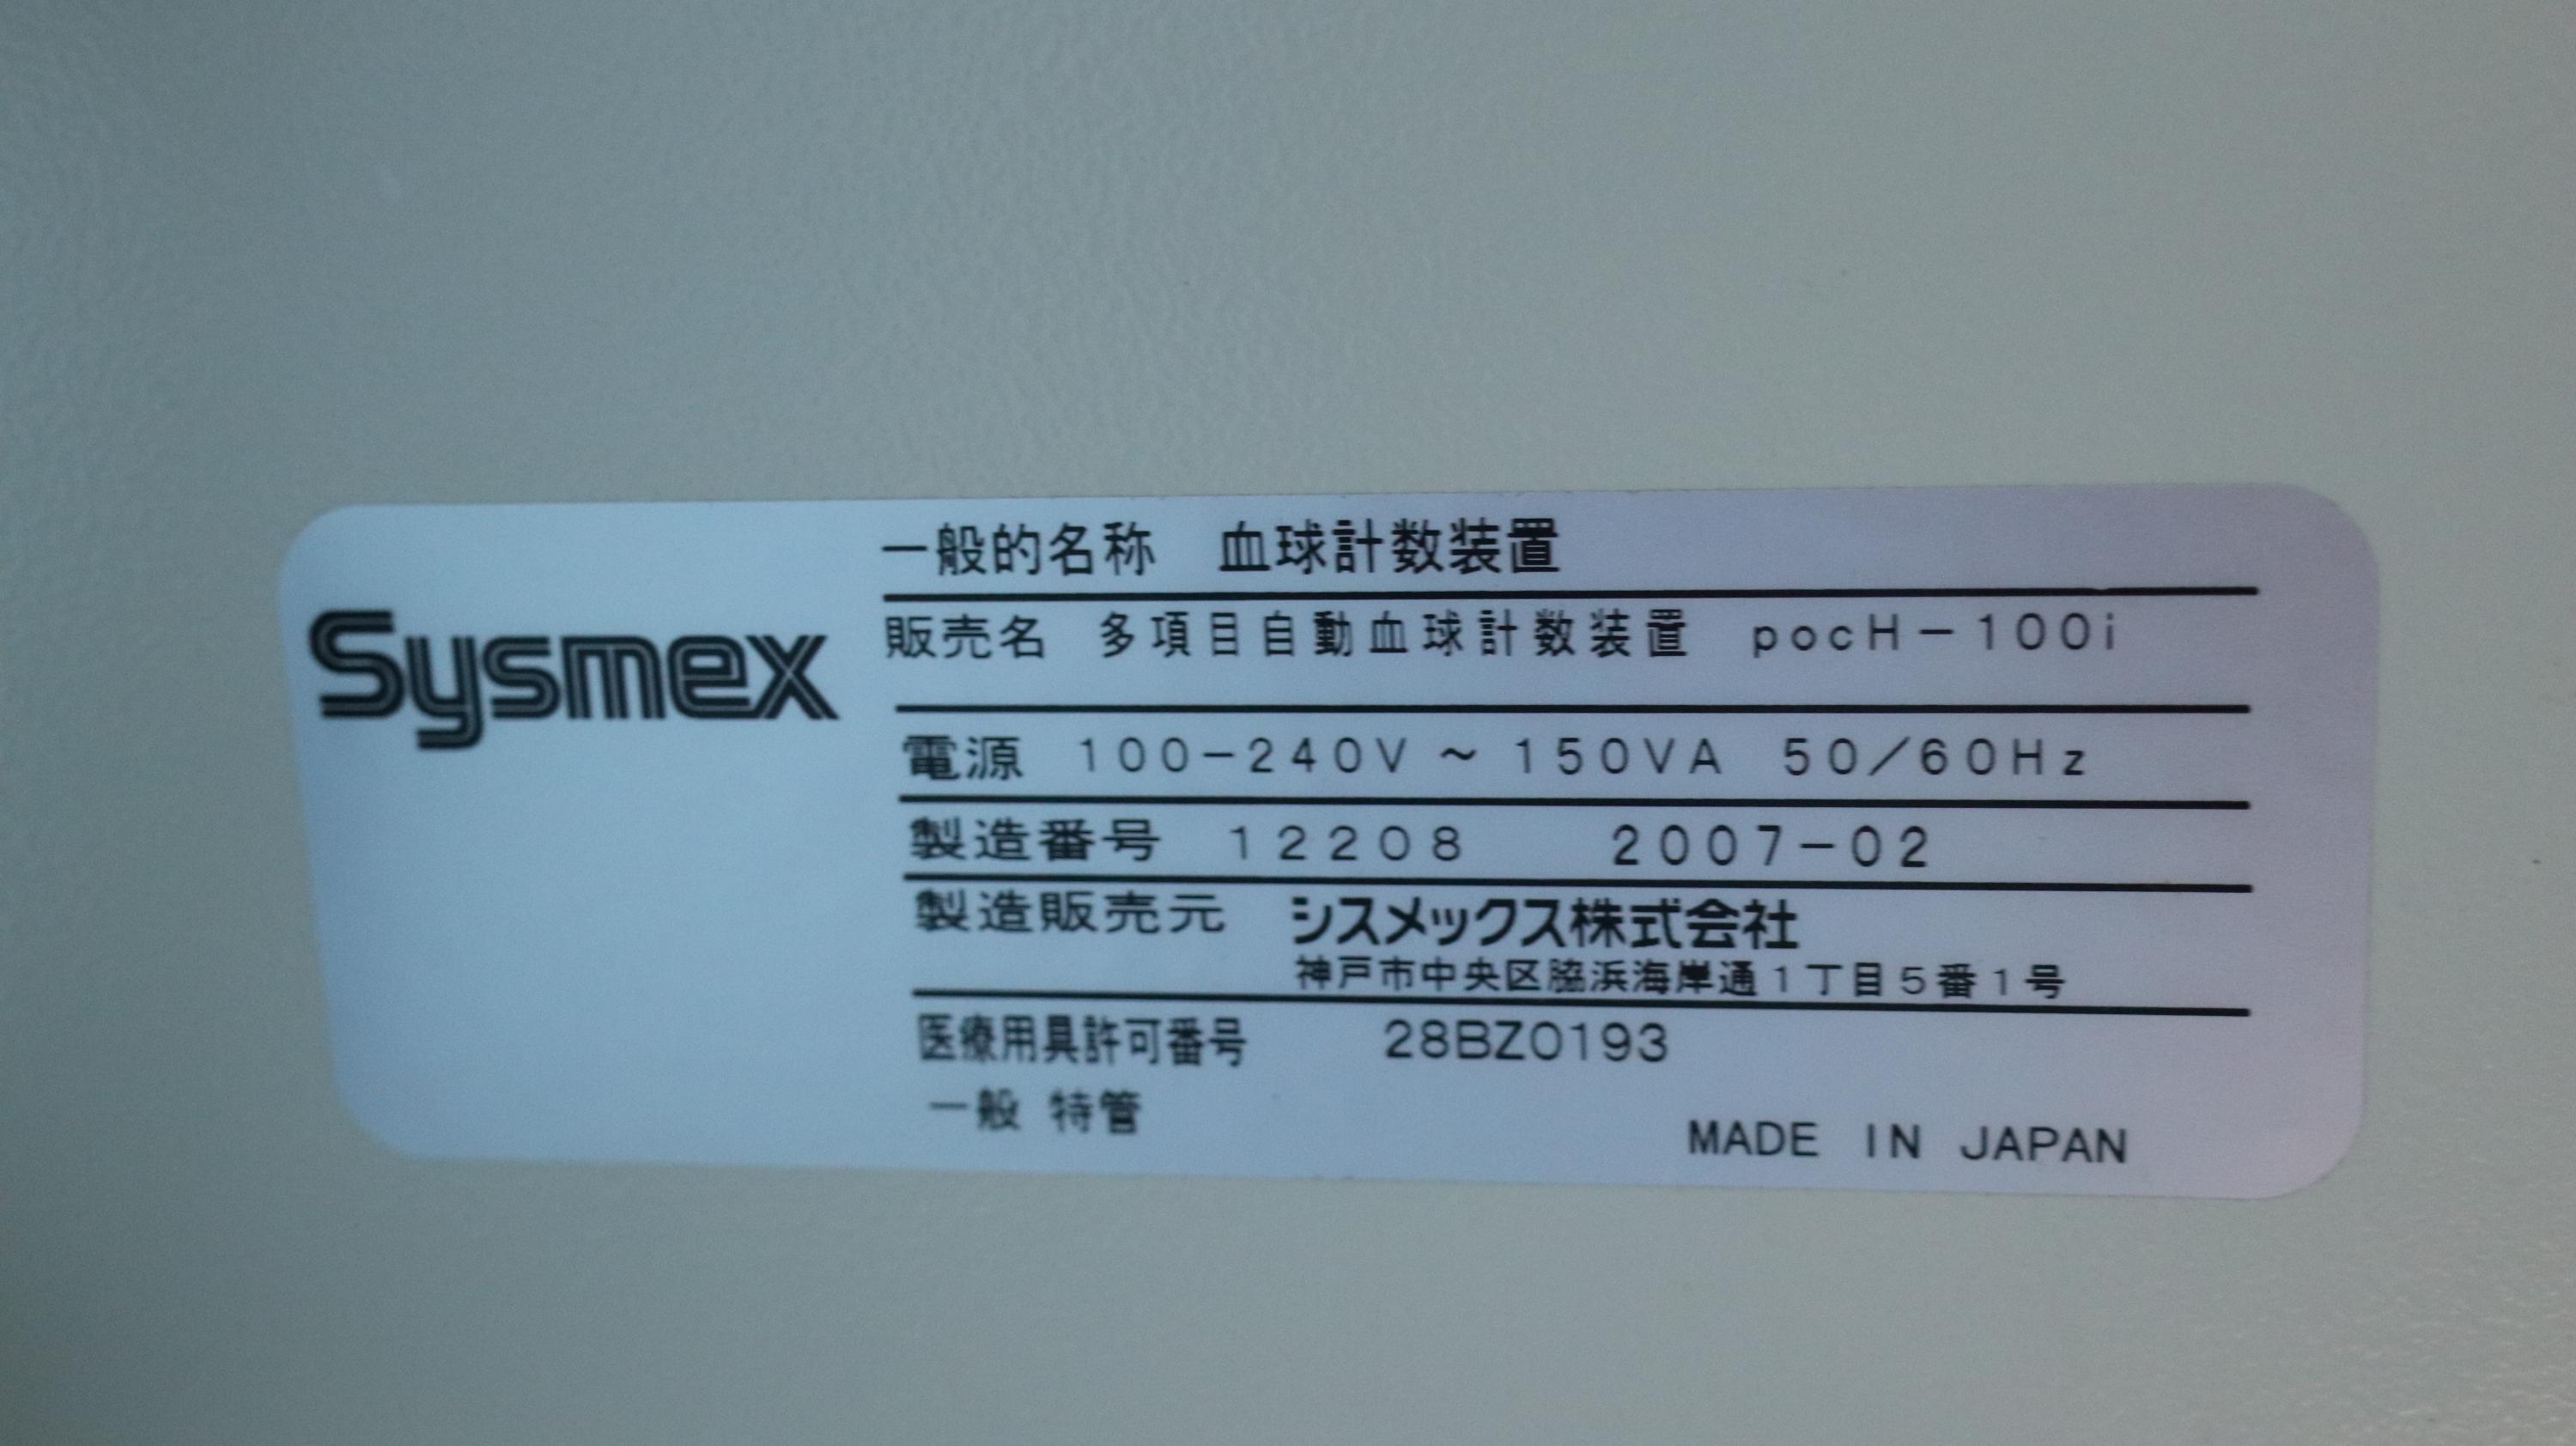 Sysmex
一般的名称 血球計数装置
販売名 多項目自動血球計数装置 pocH-100i
電源 100-240V ~ 150VA 50/60Hz
製造番号 12208 2007-02
製造販売元 シスメックス株式会社
神戸市中央区脇浜海岸通1丁目5番1号
医療用具許可番号 28BZ0193
一般 特管
MADE IN JAPAN